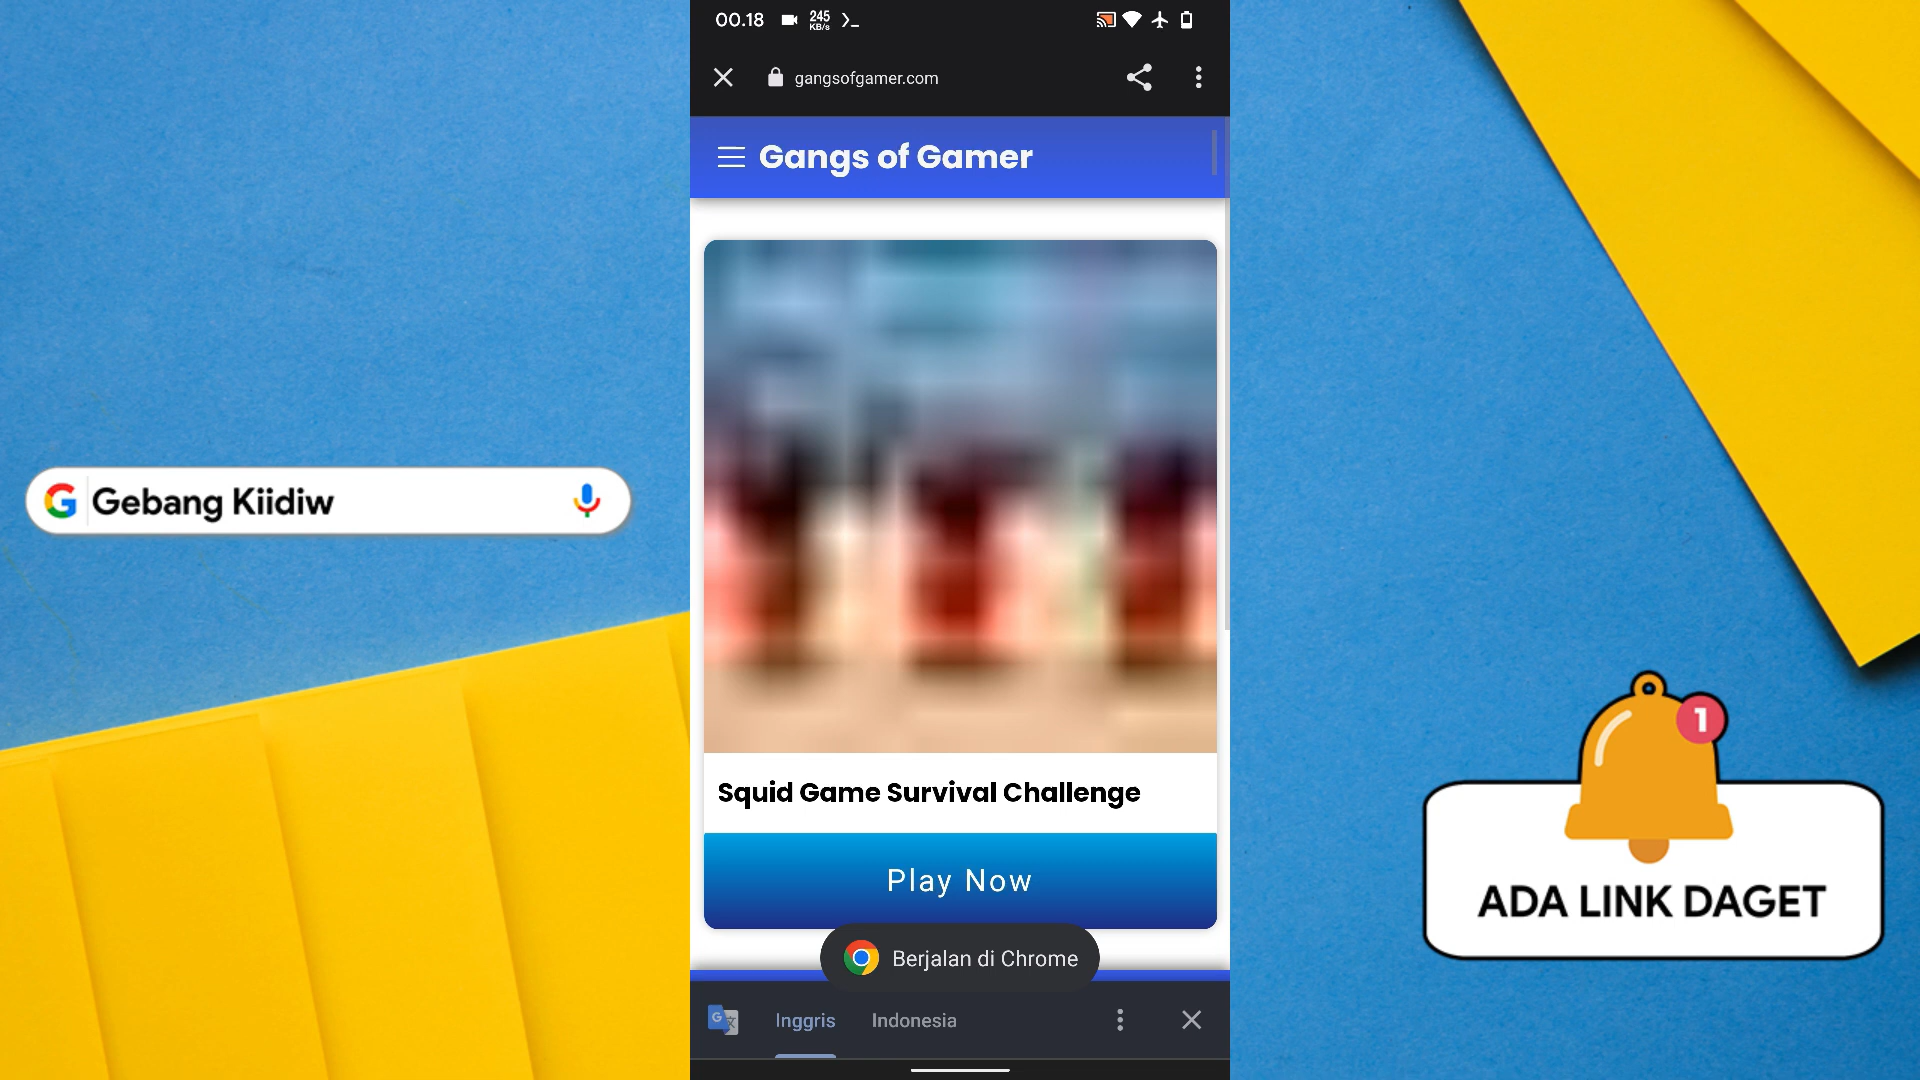 00.18 245 KB/s
gangsofgamer.com
Gangs of Gamer
G Gebang Kiidiw
Squid Game Survival Challenge
Play Now
1
ADA LINK DAGET
Berjalan di Chrome
G 文 Inggris Indonesia